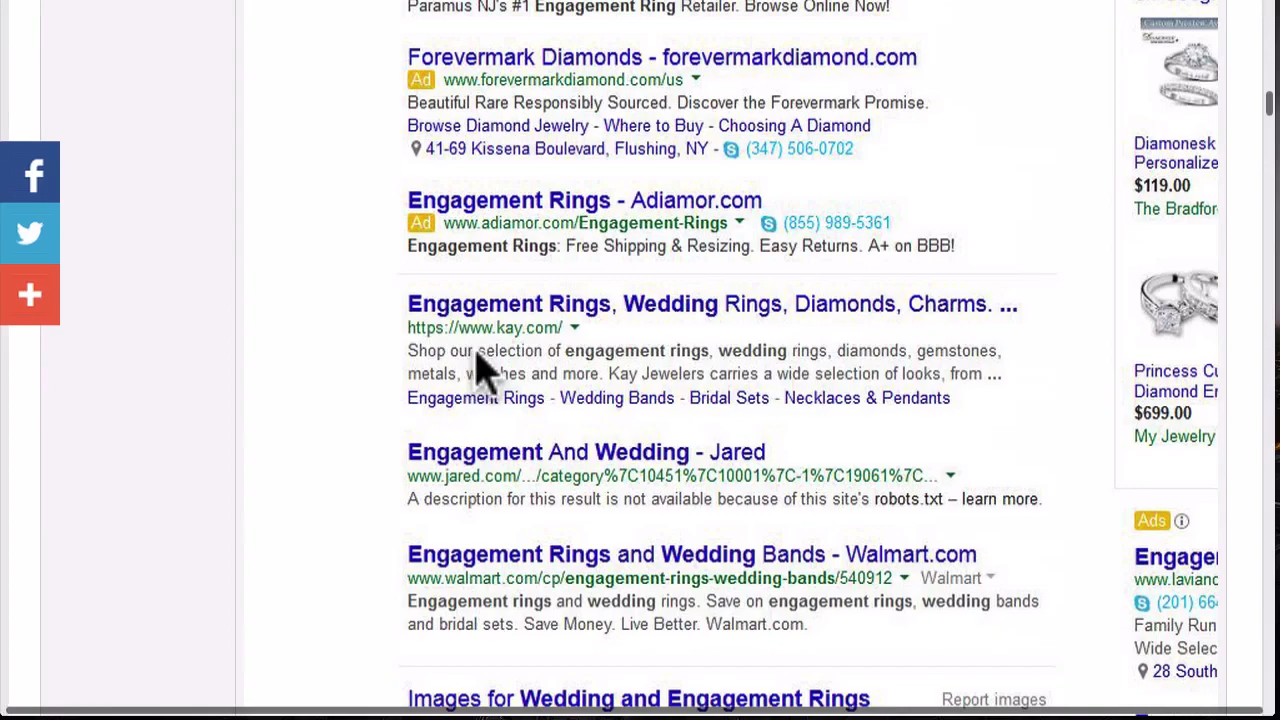 Paramus NJ's #1 Engagement Ring Retailer. Browse Online Now!
Forevermark Diamonds - forevermarkdiamond.com
Ad www.forevermarkdiamond.com/us
Beautiful Rare Responsibly Sourced. Discover the Forevermark Promise.
Browse Diamond Jewelry - Where to Buy - Choosing A Diamond
41-69 Kissena Boulevard, Flushing, NY - (347) 506-0702
Engagement Rings - Adiamor.com
Ad www.adiamor.com/Engagement-Rings (855) 989-5361
Engagement Rings: Free Shipping & Resizing. Easy Returns. A+ on BBB!
Engagement Rings, Wedding Rings, Diamonds, Charms. ...
https://www.kay.com/
Shop our selection of engagement rings, wedding rings, diamonds, gemstones,
metals, and more. Kay Jewelers carries a wide selection of looks, from ...
Engagement Rings - Wedding Bands - Bridal Sets - Necklaces & Pendants
Engagement And Wedding - Jared
www.jared.com/.../category%7C10451%7C10001%7C-1%7C19061%7C...
A description for this result is not available because of this site's robots.txt – learn more.
Engagement Rings and Wedding Bands - Walmart.com
www.walmart.com/cp/engagement-rings-wedding-bands/540912 Walmart
Engagement rings and wedding rings. Save on engagement rings, wedding bands
and bridal sets. Save Money. Live Better. Walmart.com.
Images for Wedding and Engagement Rings Report images
Diamonesk
Personalize
$119.00
The Bradfor
Princess Cu
Diamond En
$699.00
My Jewelry
Ads
Engager
www.laviano
(201) 664
Family Run
Wide Selec
28 South